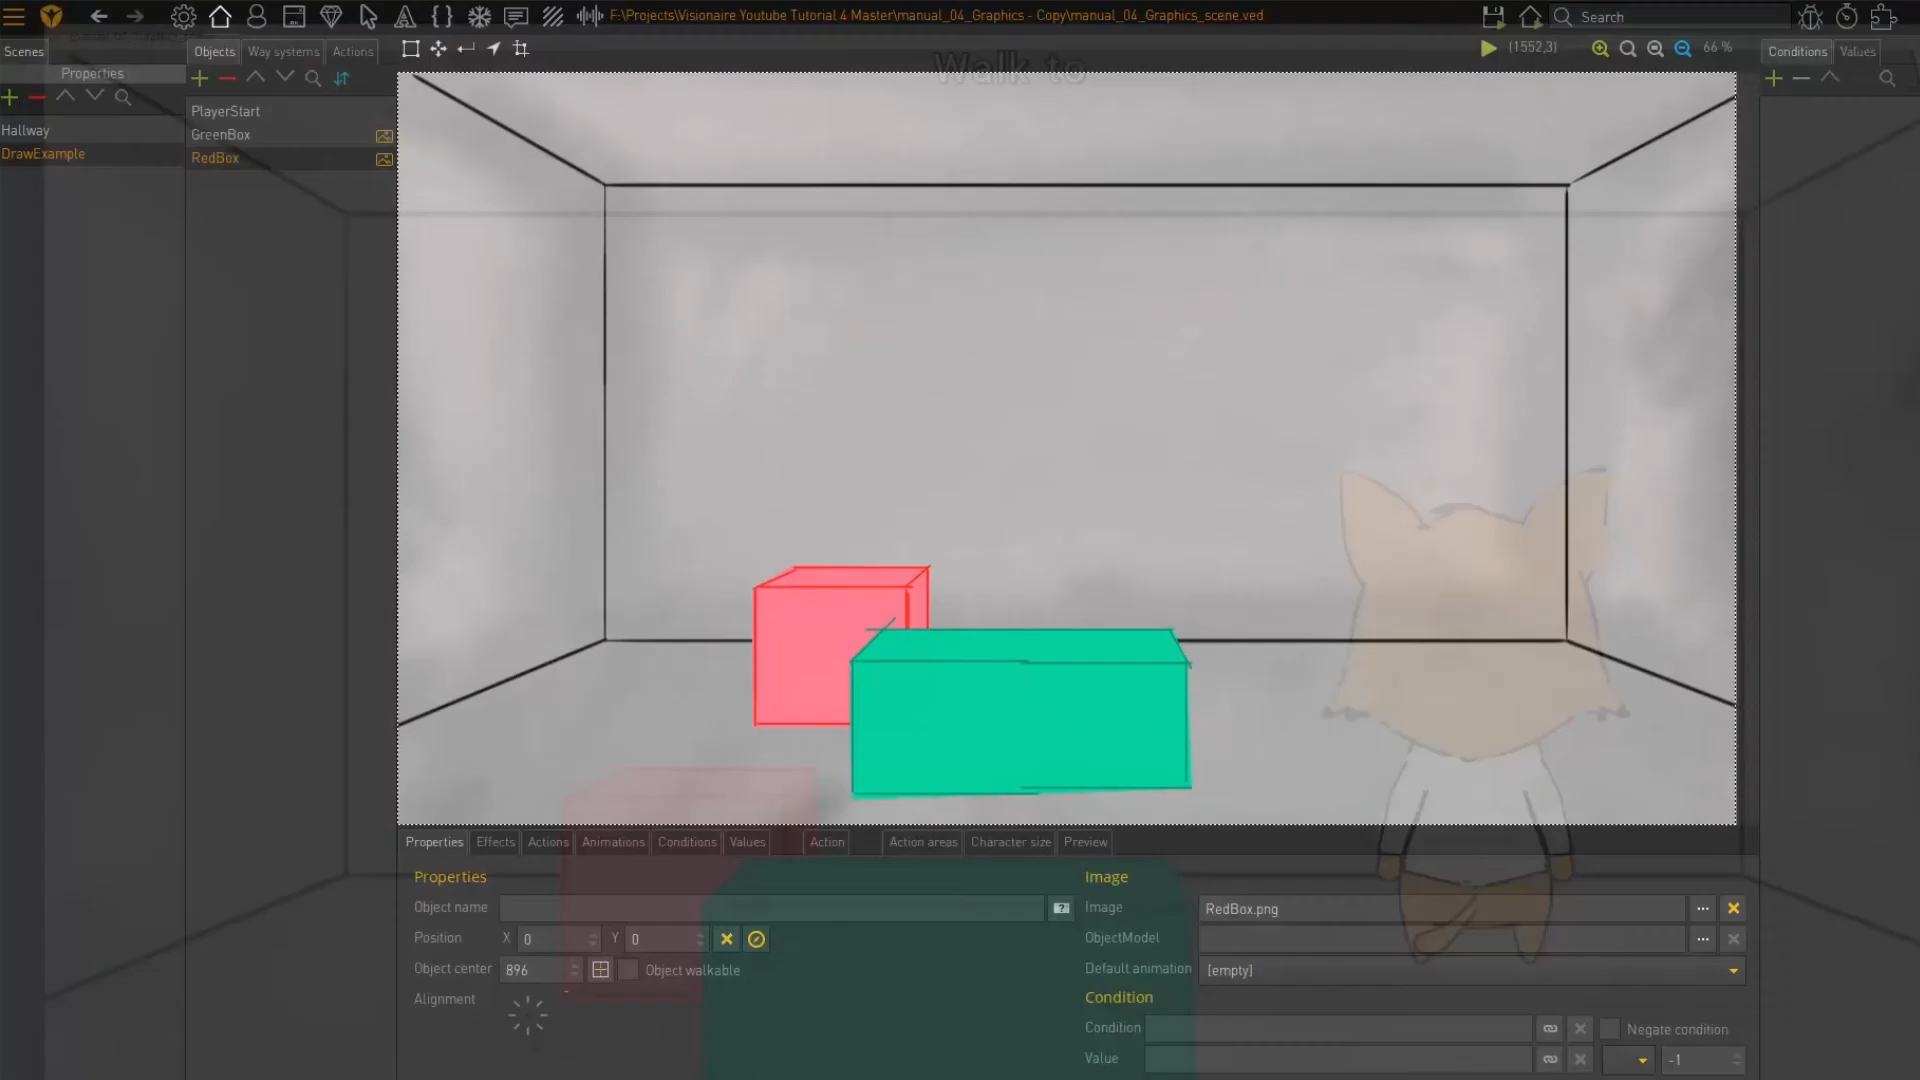 F:\Projects\Visionaire Youtube Tutorial 4 Master\manual_04_Graphics - Copy\manual_04_Graphics_scene.ved
Search
Scenes
Objects Way systems Actions
(1552,3)
66 %
Conditions Values
Walk to
Properties
Hallway
DrawExample
PlayerStart
GreenBox
RedBox
Properties Effects Actions Animations Conditions Values Action Action areas Character size Preview
Properties
Object name
Position X 0 Y 0
Object center 896 Object walkable
Alignment
Image
Image RedBox.png
ObjectModel
Default animation [empty]
Condition
Condition Negate condition
Value -1